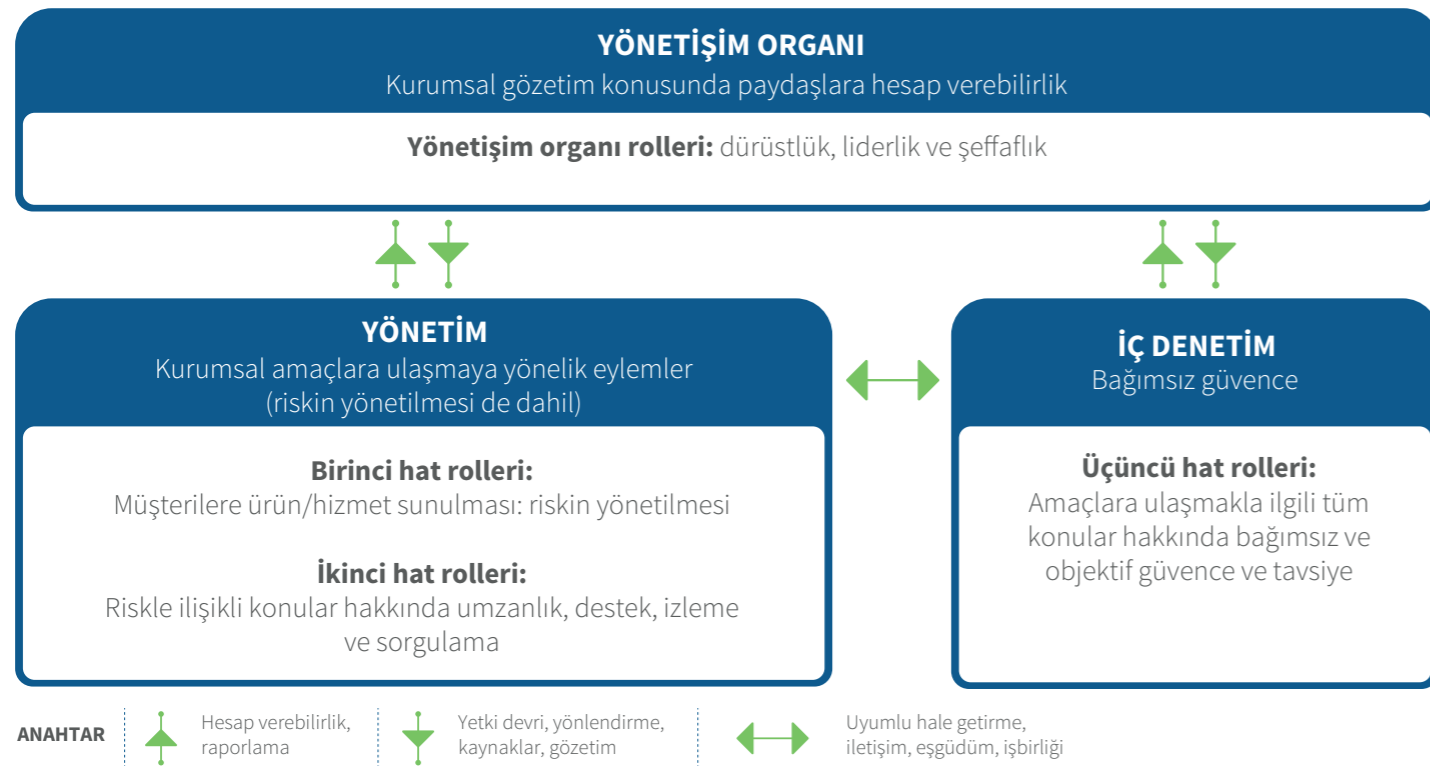 YÖNETİŞİM ORGANI
Kurumsal gözetim konusunda paydaşlara hesap verebilirlik
Yönetişim organı rolleri: dürüstlük, liderlik ve şeffaflık
YÖNETİM
Kurumsal amaçlara ulaşmaya yönelik eylemler
(riskin yönetilmesi de dahil)
Birinci hat rolleri:
Müşterilere ürün/hizmet sunulması: riskin yönetilmesi
İkinci hat rolleri:
Riskle ilişikli konular hakkında umzanlık, destek, izleme
ve sorgulama
İÇ DENETİM
Bağımsız güvence
Üçüncü hat rolleri:
Amaçlara ulaşmakla ilgili tüm
konular hakkında bağımsız ve
objektif güvence ve tavsiye
ANAHTAR
Hesap verebilirlik,
raporlama
Yetki devri, yönlendirme,
kaynaklar, gözetim
Uyumlu hale getirme,
iletişim, eşgüdüm, işbirliği